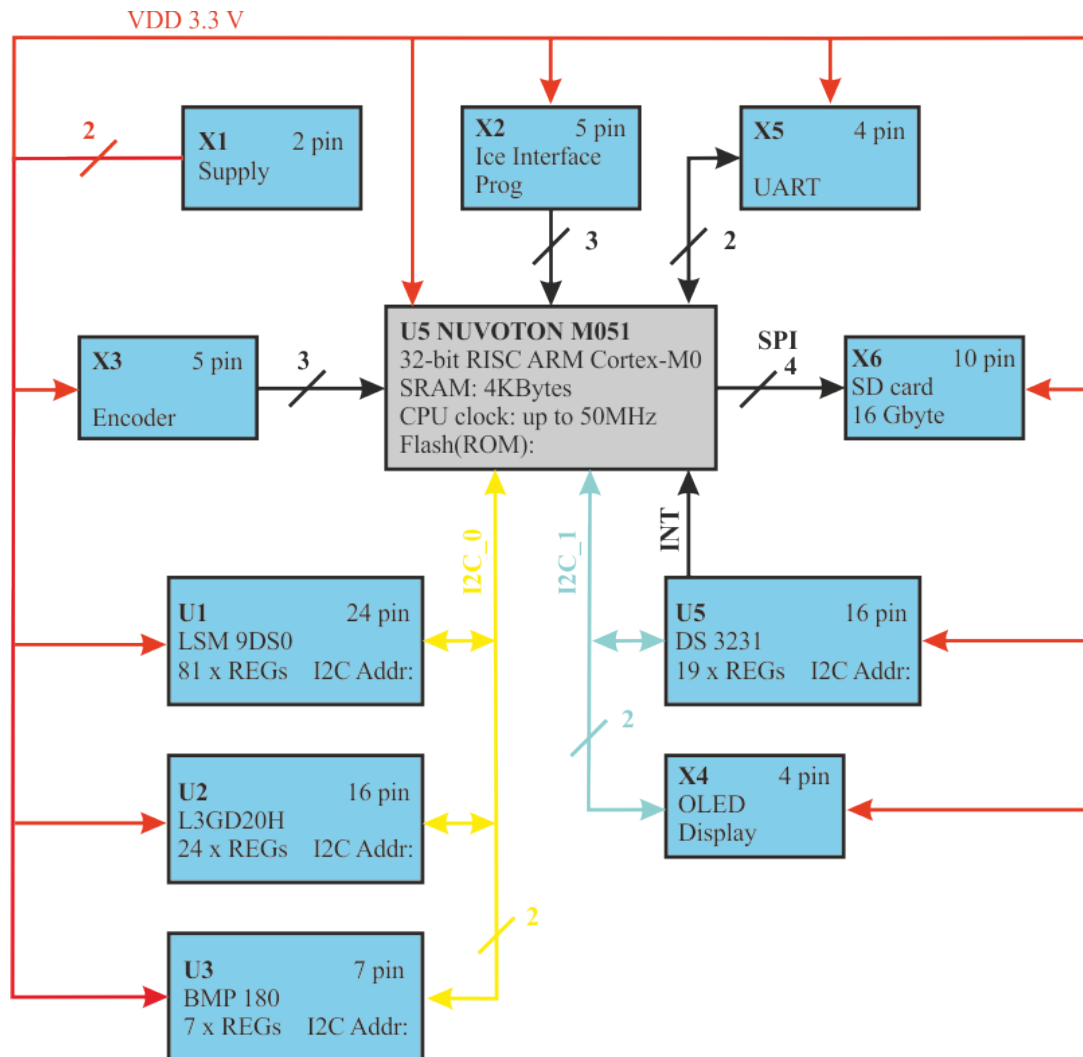 VDD 3.3 V
2
X1 2 pin
Supply
X2 5 pin
Ice Interface
Prog
X5 4 pin
UART
3
2
X3 5 pin
Encoder
3
U5 NUVOTON M051
32-bit RISC ARM Cortex-M0
SRAM: 4KBytes
CPU clock: up to 50MHz
Flash(ROM):
SPI
4
X6 10 pin
SD card
16 Gbyte
I2C_0
I2C_1
INT
U1 24 pin
LSM 9DS0
81 x REGs I2C Addr:
U5 16 pin
DS 3231
19 x REGs I2C Addr:
2
U2 16 pin
L3GD20H
24 x REGs I2C Addr:
X4 4 pin
OLED
Display
2
U3 7 pin
BMP 180
7 x REGs I2C Addr: